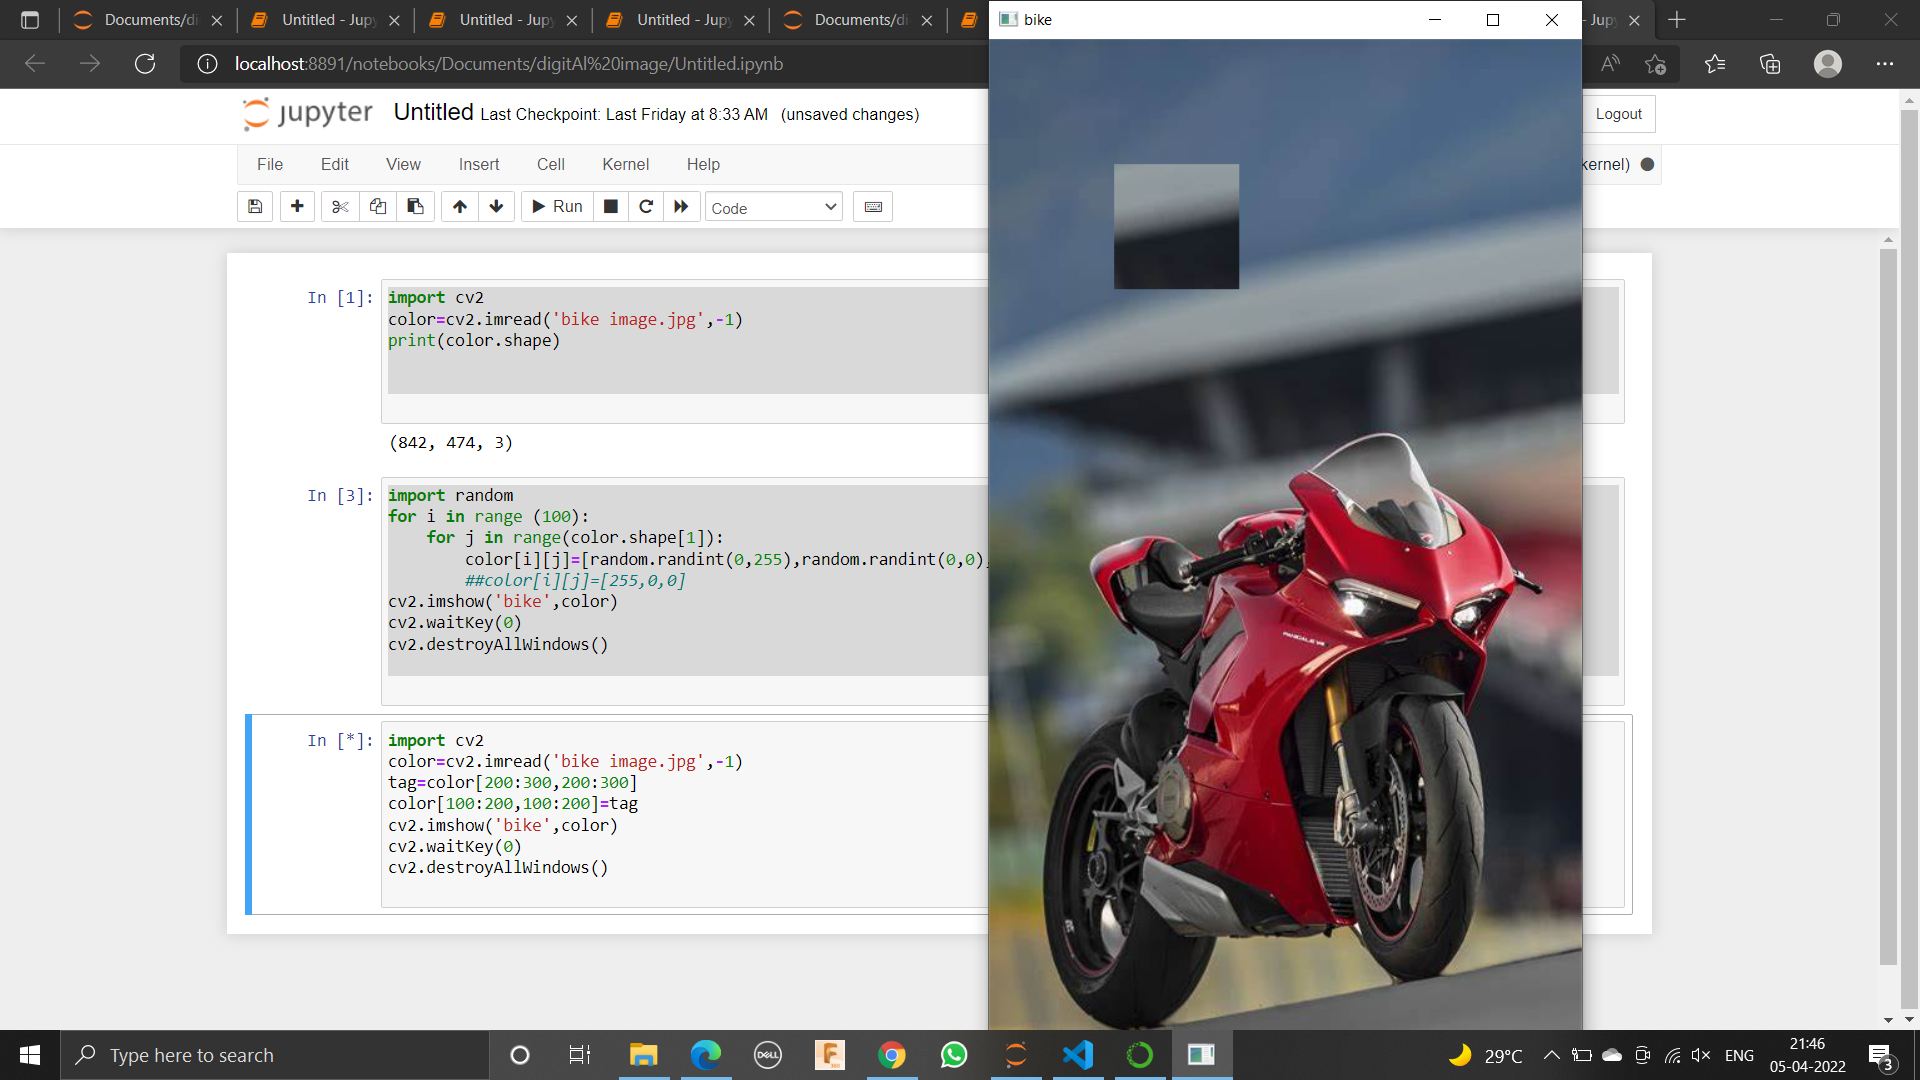 Documents/di
Untitled - Jup
Untitled - Jup
Untitled - Jup
Documents/di
bike
- Jup
localhost:8891/notebooks/Documents/digitAl%20image/Untitled.ipynb
jupyter Untitled Last Checkpoint: Last Friday at 8:33 AM (unsaved changes)
Logout
File Edit View Insert Cell Kernel Help
kernel)
Run
Code
In [1]:
import cv2
color=cv2.imread('bike image.jpg',-1)
print(color.shape)
(842, 474, 3)
In [3]:
import random
for i in range (100):
    for j in range(color.shape[1]):
        color[i][j]=[random.randint(0,255),random.randint(0,0),
        ##color[i][j]=[255,0,0]
cv2.imshow('bike',color)
cv2.waitKey(0)
cv2.destroyAllWindows()
In [*]:
import cv2
color=cv2.imread('bike image.jpg',-1)
tag=color[200:300,200:300]
color[100:200,100:200]=tag
cv2.imshow('bike',color)
cv2.waitKey(0)
cv2.destroyAllWindows()
Type here to search
DELL
F
29°C
ENG
21:46
05-04-2022
3